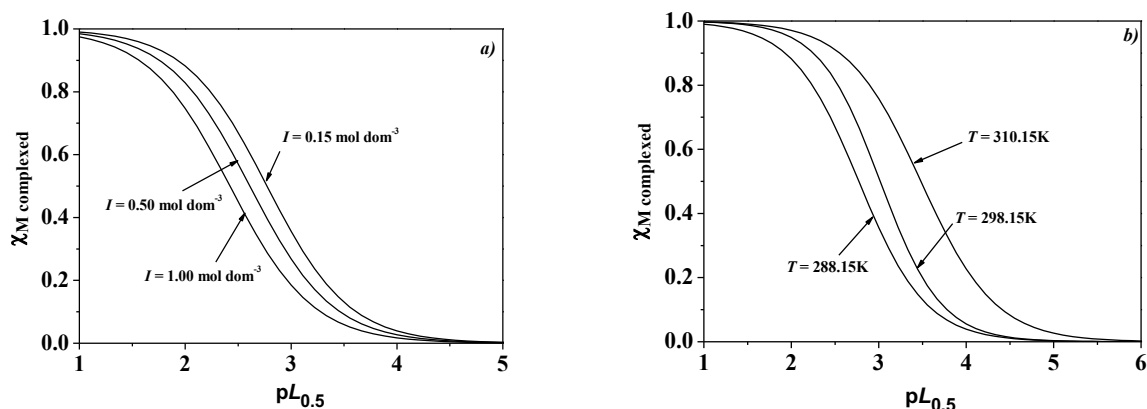 a)
1.0
0.8
0.6
0.4
0.2
0.0
χM complexed
I = 0.15 mol dom-3
I = 0.50 mol dom-3
I = 1.00 mol dom-3
1 2 3 4 5
pL0.5
b)
1.0
0.8
0.6
0.4
0.2
0.0
χM complexed
T = 310.15K
T = 298.15K
T = 288.15K
1 2 3 4 5 6
pL0.5